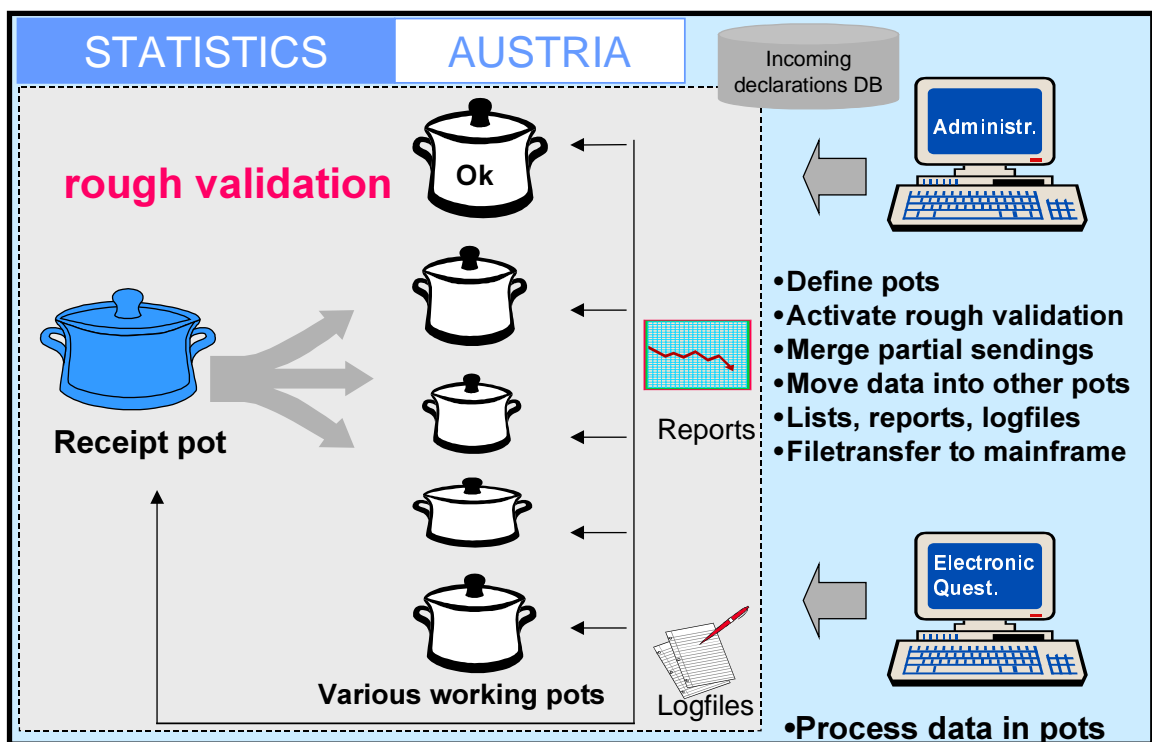 STATISTICS AUSTRIA
Incoming
declarations DB
Administr.
Ok
rough validation
Receipt pot
Reports
•Define pots
•Activate rough validation
•Merge partial sendings
•Move data into other pots
•Lists, reports, logfiles
•Filetransfer to mainframe
Electronic
Quest.
Various working pots
Logfiles
•Process data in pots